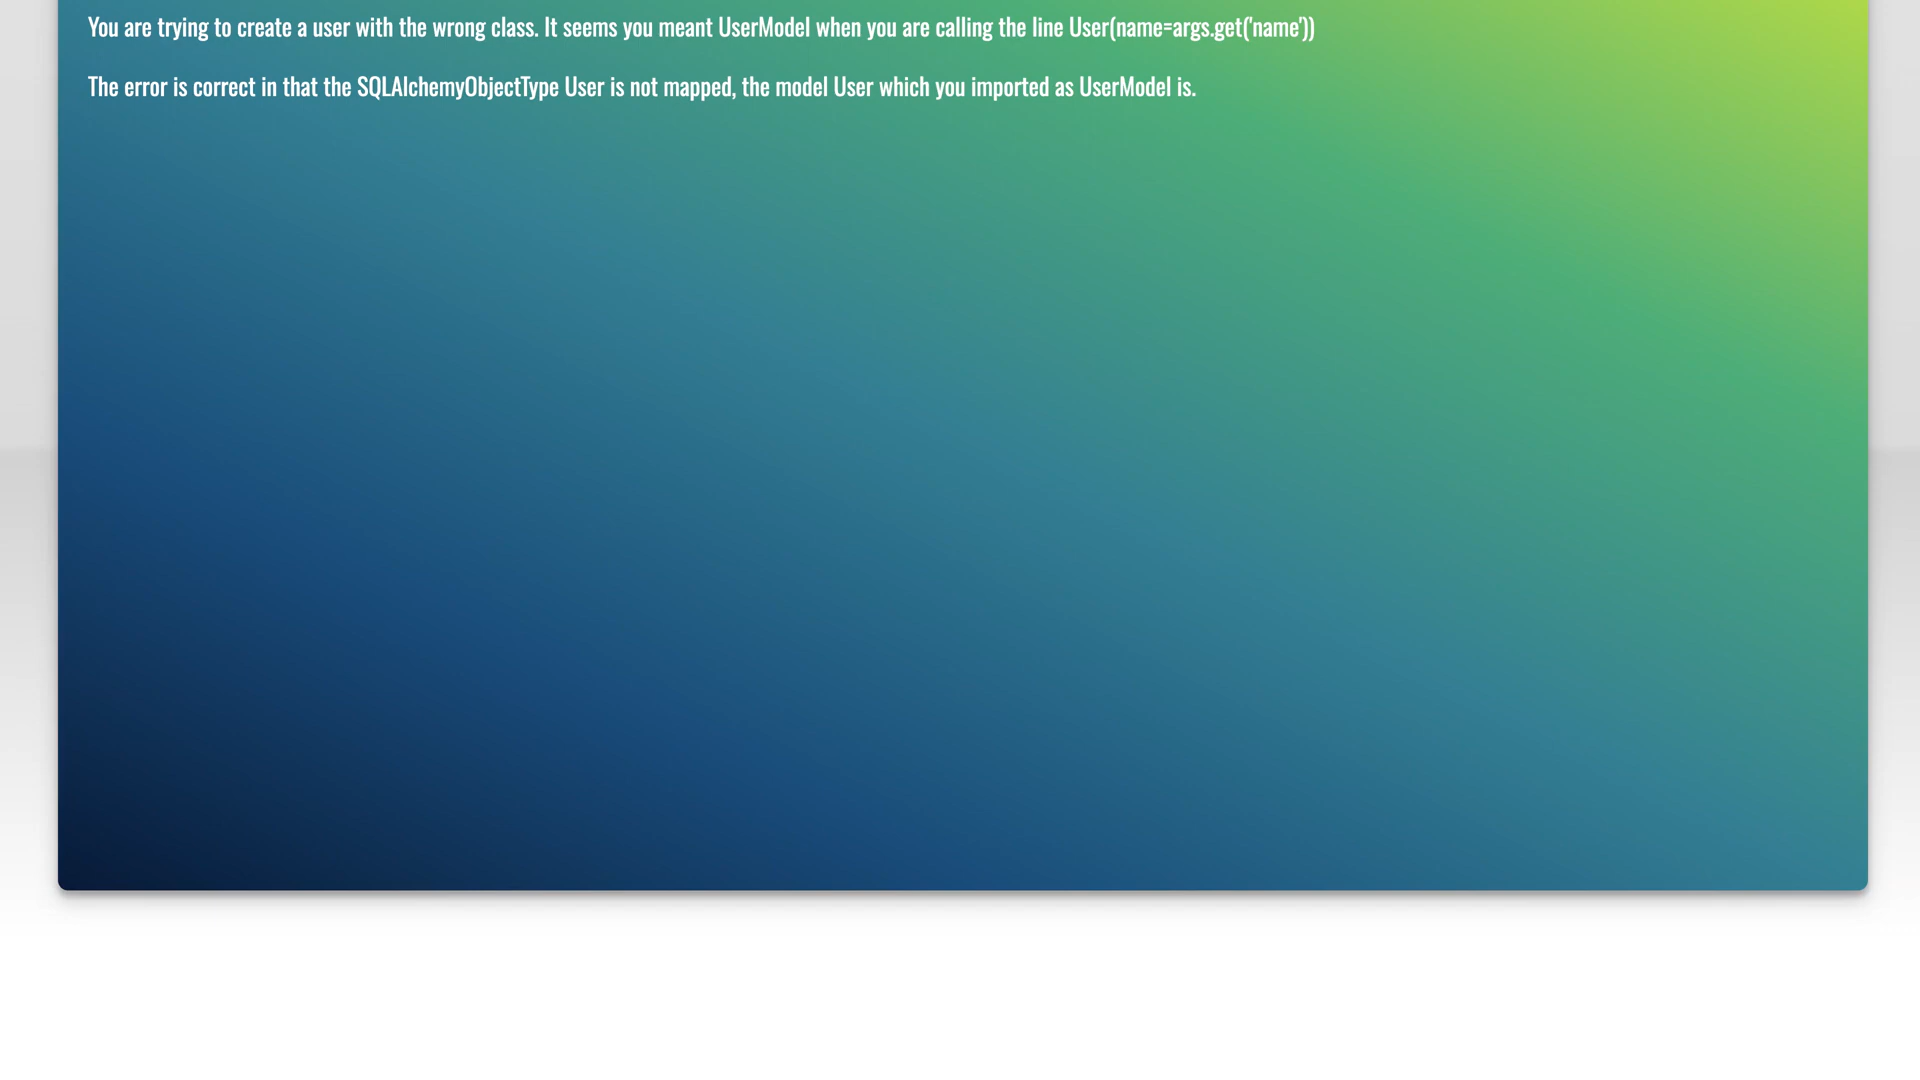 You are trying to create a user with the wrong class. It seems you meant UserModel when you are calling the line User(name=args.get('name'))
The error is correct in that the SQLAlchemyObjectType User is not mapped, the model User which you imported as UserModel is.